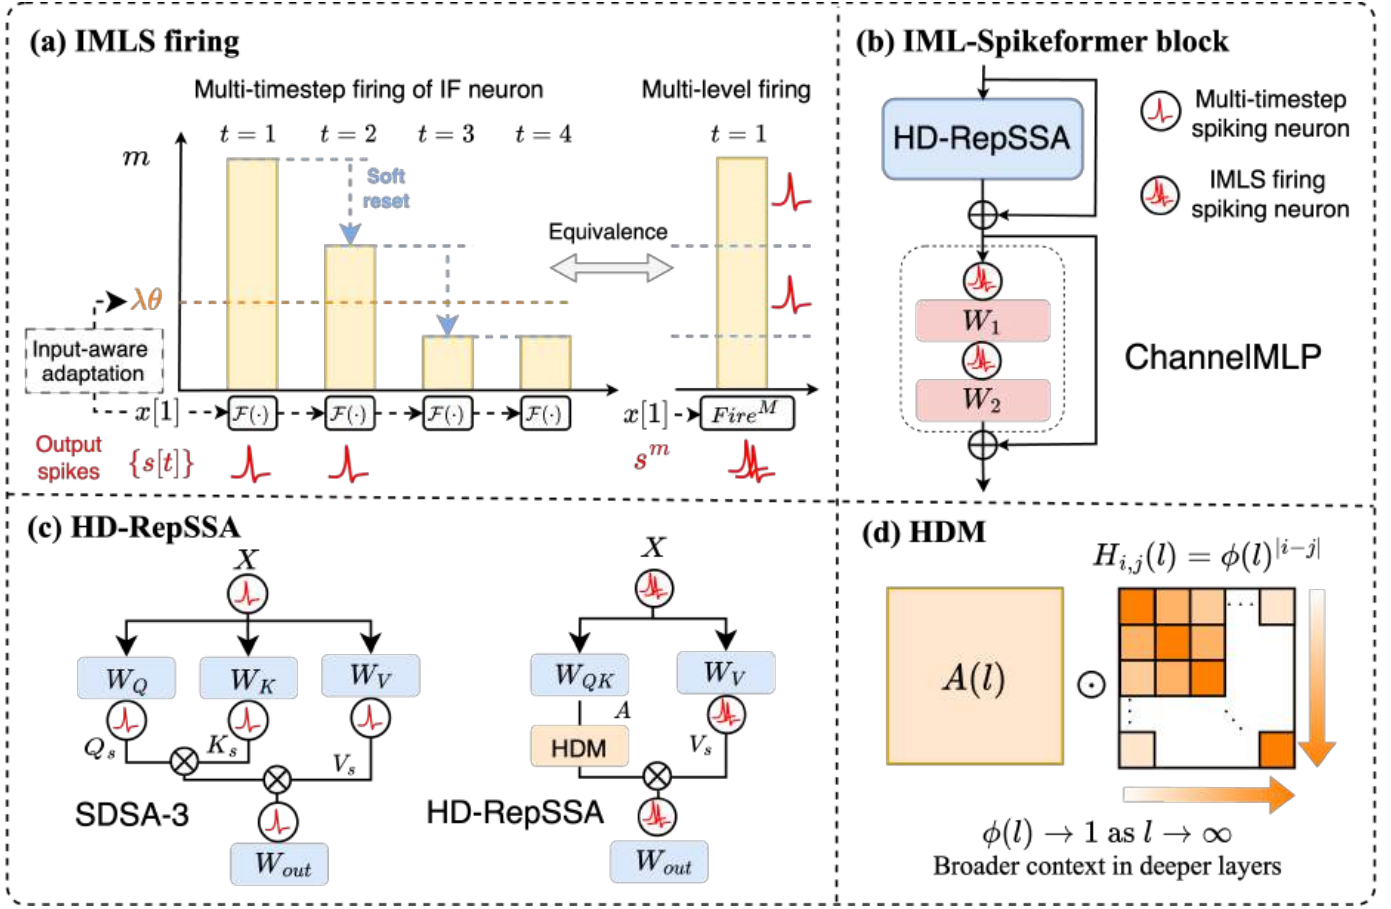 (a) IMLS firing
Multi-timestep firing of IF neuron
Multi-level firing
t = 1
t = 2
t = 3
t = 4
t = 1
m
Soft
reset
Equivalence
λθ
Input-aware
adaptation
x[1]
F(·)
F(·)
F(·)
F(·)
x[1]
Fire^M
Output
spikes
{s[t]}
s^m
(b) IML-Spikeformer block
HD-RepSSA
Multi-timestep
spiking neuron
IMLS firing
spiking neuron
W_1
W_2
ChannelMLP
(c) HD-RepSSA
X
W_Q
W_K
W_V
Q_s
K_s
V_s
SDSA-3
W_out
X
W_QK
W_V
A
HDM
V_s
HD-RepSSA
W_out
(d) HDM
H_{i,j}(l) = ϕ(l)^{|i−j|}
A(l)
⊙
ϕ(l) → 1 as l → ∞
Broader context in deeper layers